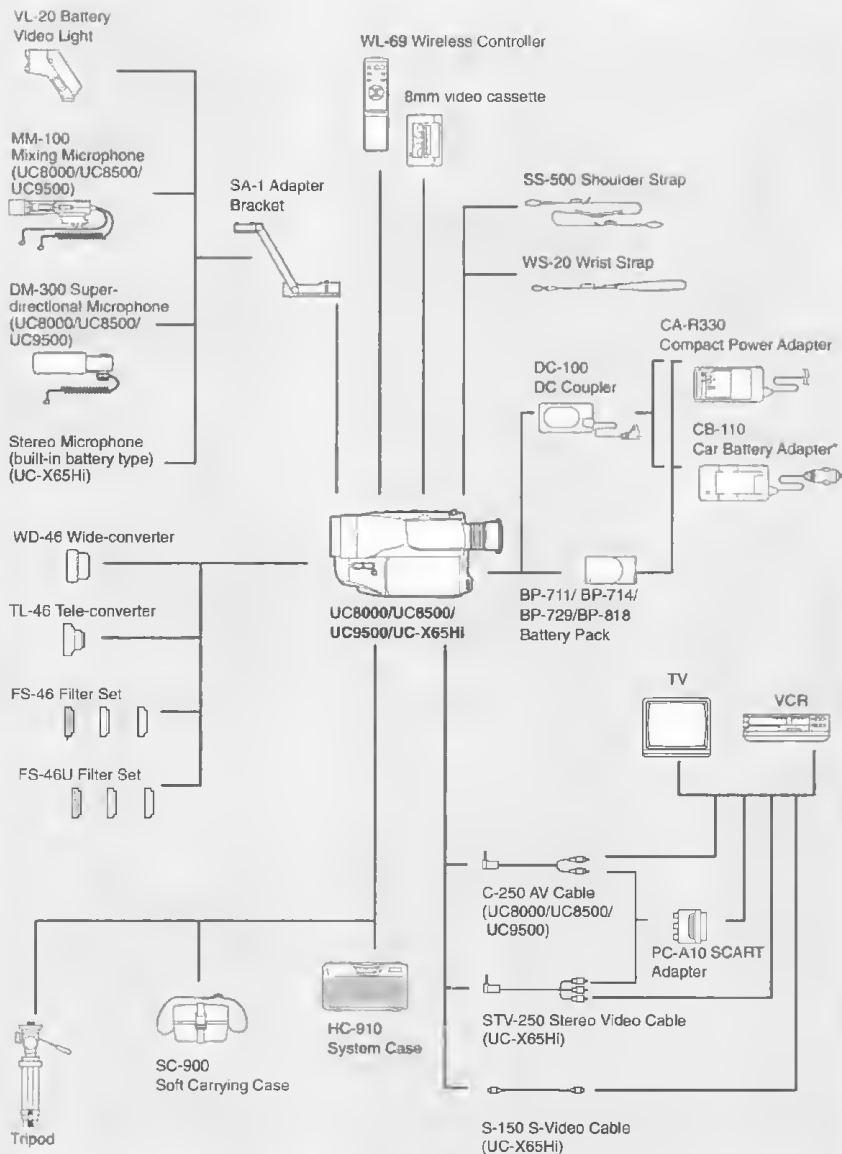 VL-20 Battery
Video Light
WL-69 Wireless Controller
8mm video cassette
MM-100
Mixing Microphone
(UC8000/UC8500/
UC9500)
SA-1 Adapter
Bracket
SS-500 Shoulder Strap
WS-20 Wrist Strap
DM-300 Super-
directional Microphone
(UC8000/UC8500/
UC9500)
CA-R330
Compact Power Adapter
DC-100
DC Coupler
CB-110
Car Battery Adapter*
Stereo Microphone
(built-in battery type)
(UC-X65Hi)
WD-46 Wide-converter
TL-46 Tele-converter
FS-46 Filter Set
FS-46U Filter Set
UC8000/UC8500/
UC9500/UC-X65Hi
BP-711/ BP-714/
BP-729/BP-818
Battery Pack
TV
VCR
C-250 AV Cable
(UC8000/UC8500/
UC9500)
PC-A10 SCART
Adapter
STV-250 Stereo Video Cable
(UC-X65Hi)
S-150 S-Video Cable
(UC-X65Hi)
HC-910
System Case
SC-900
Soft Carrying Case
Tripod